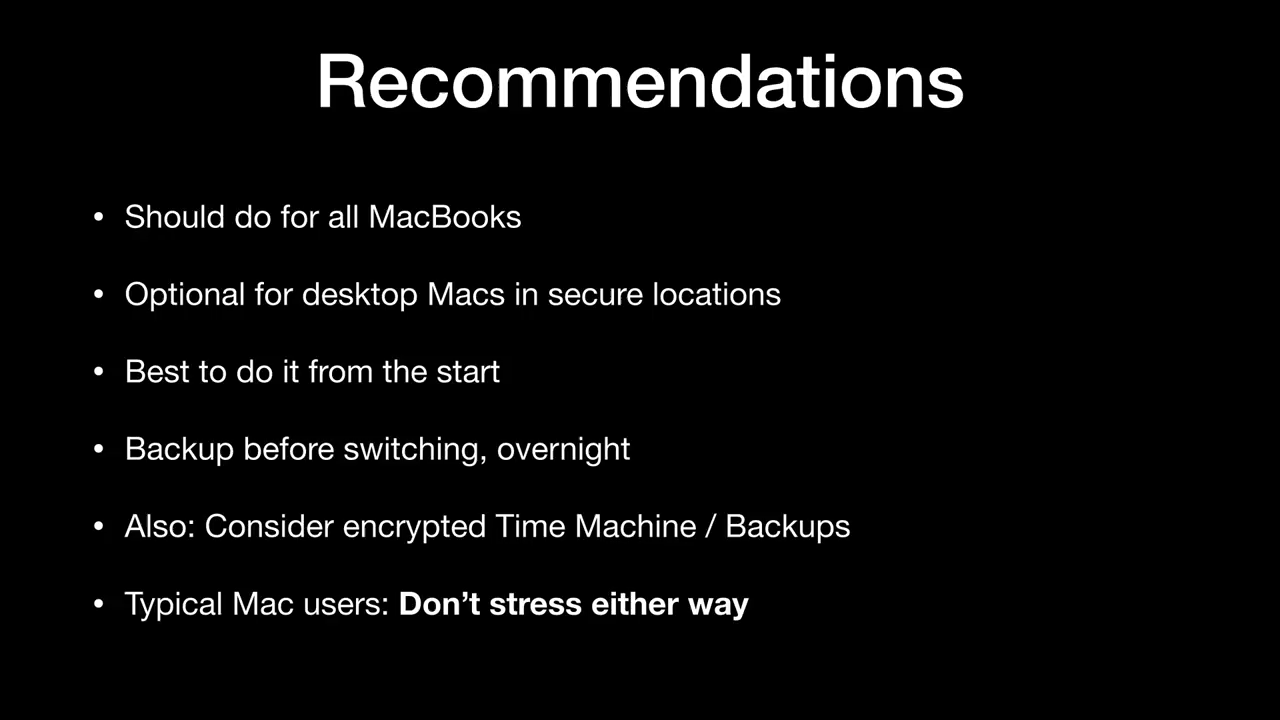 Recommendations
• Should do for all MacBooks
• Optional for desktop Macs in secure locations
• Best to do it from the start
• Backup before switching, overnight
• Also: Consider encrypted Time Machine / Backups
• Typical Mac users: Don’t stress either way